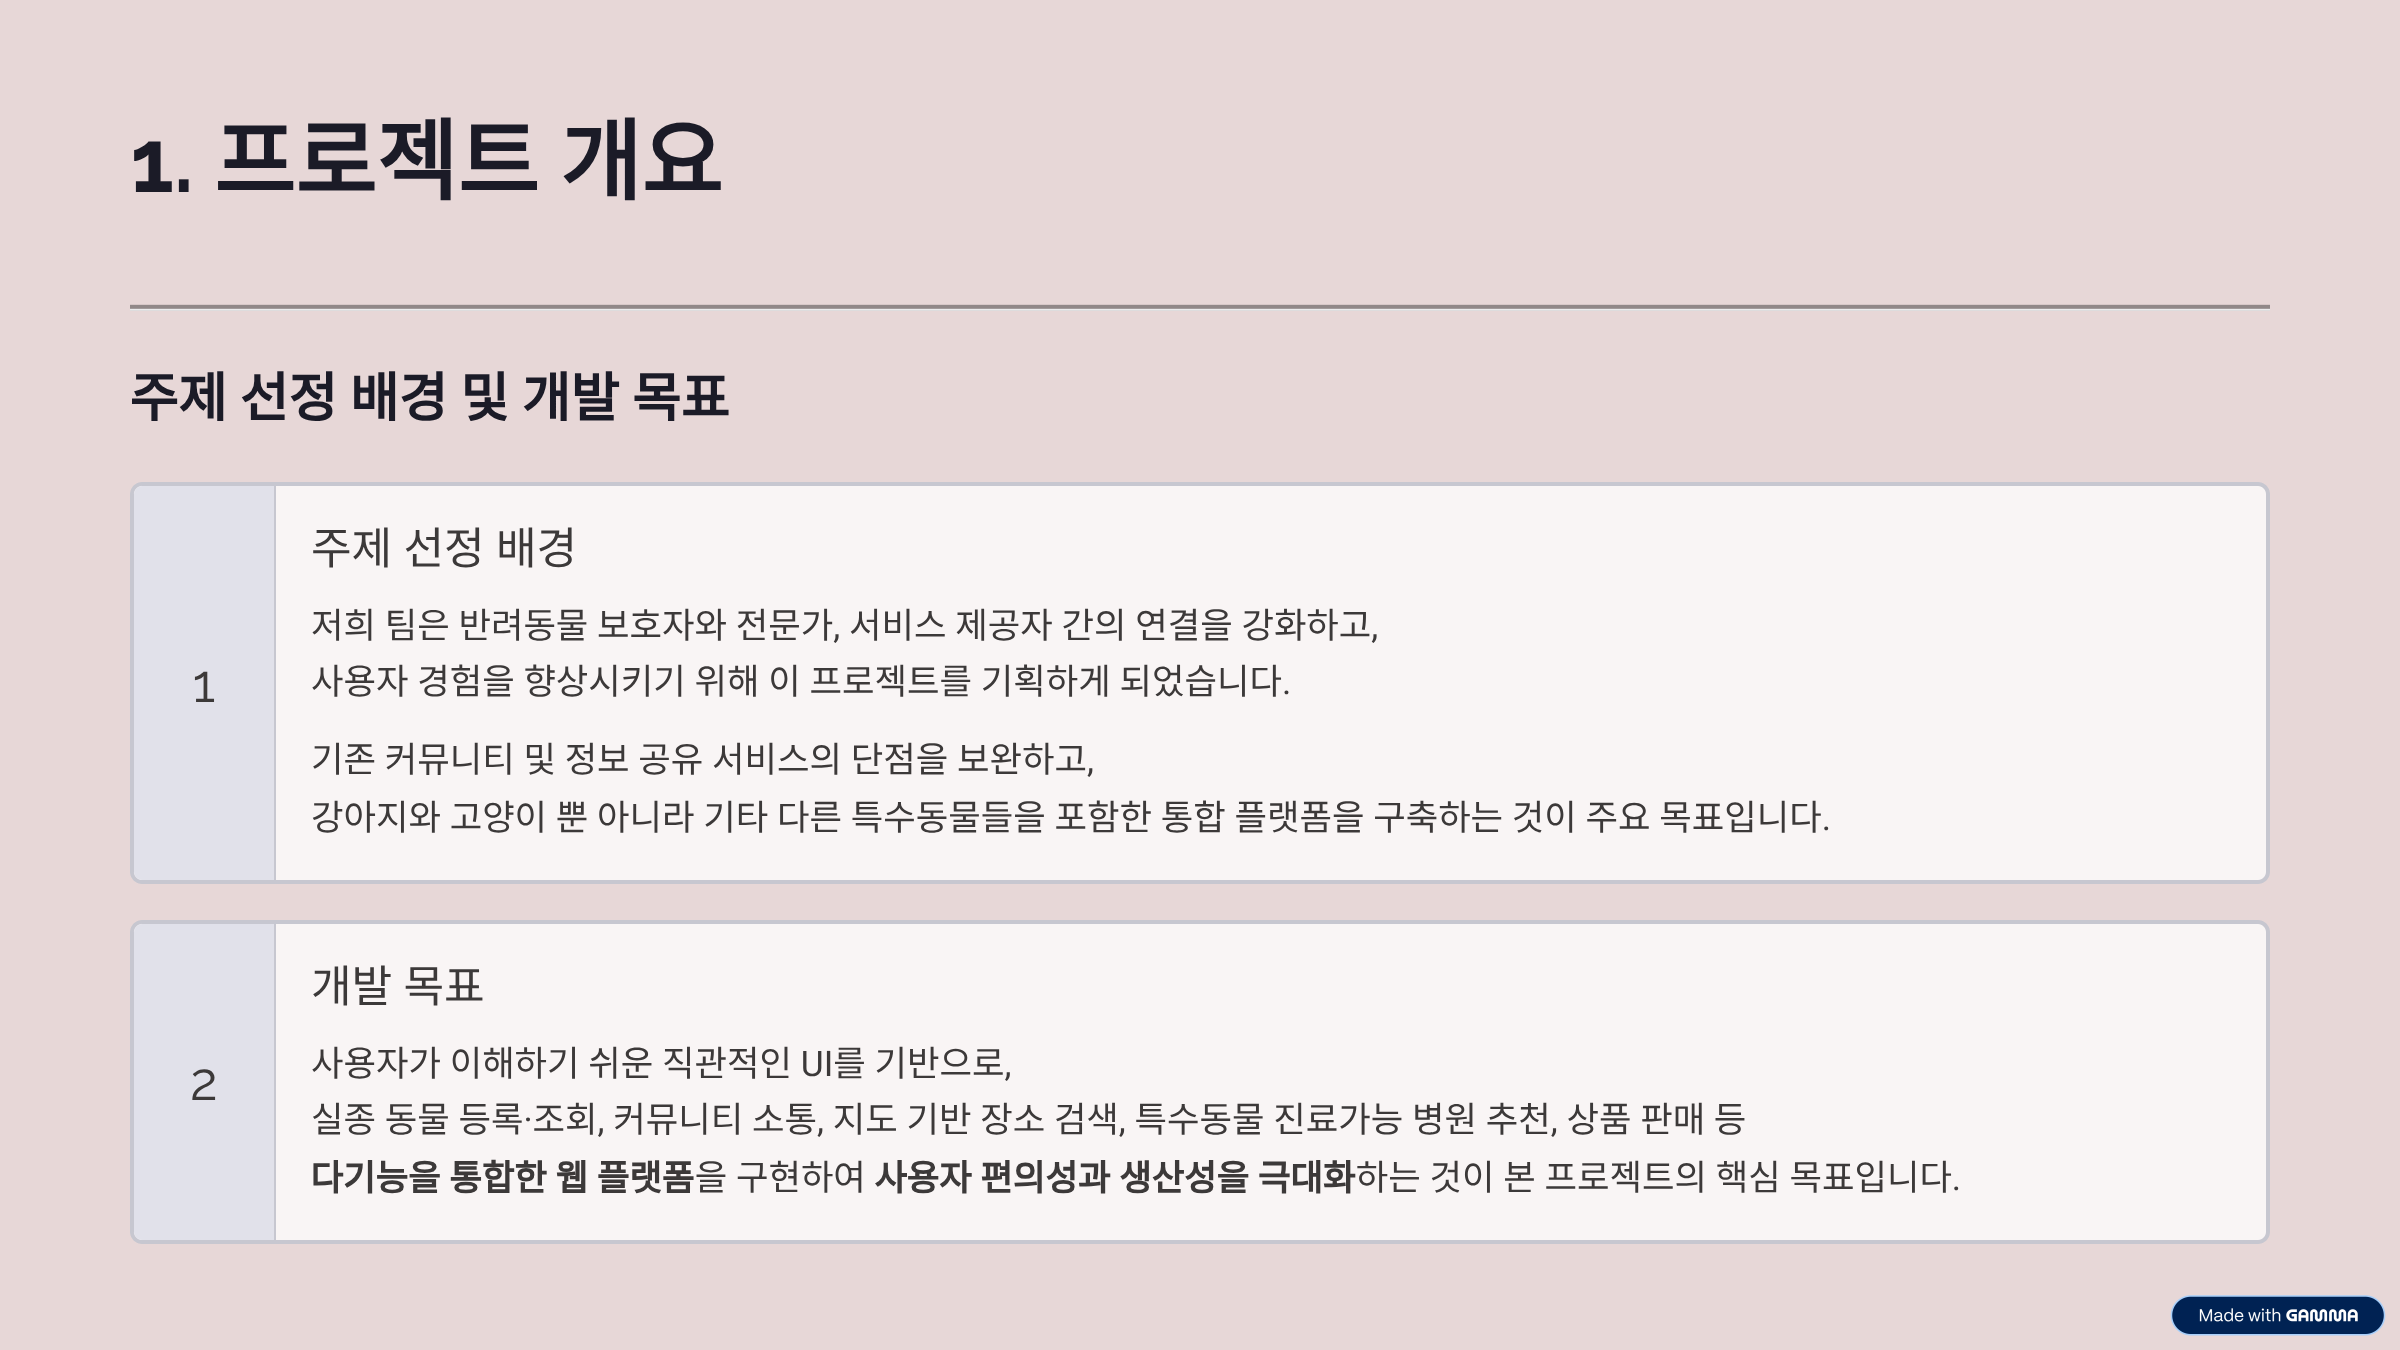 1. 프로젝트 개요
주제 선정 배경 및 개발 목표
1
주제 선정 배경
저희 팀은 반려동물 보호자와 전문가, 서비스 제공자 간의 연결을 강화하고,
사용자 경험을 향상시키기 위해 이 프로젝트를 기획하게 되었습니다.
기존 커뮤니티 및 정보 공유 서비스의 단점을 보완하고,
강아지와 고양이 뿐 아니라 기타 다른 특수동물들을 포함한 통합 플랫폼을 구축하는 것이 주요 목표입니다.
2
개발 목표
사용자가 이해하기 쉬운 직관적인 UI를 기반으로,
실종 동물 등록·조회, 커뮤니티 소통, 지도 기반 장소 검색, 특수동물 진료가능 병원 추천, 상품 판매 등
다기능을 통합한 웹 플랫폼을 구현하여 사용자 편의성과 생산성을 극대화하는 것이 본 프로젝트의 핵심 목표입니다.
Made with GAMMA